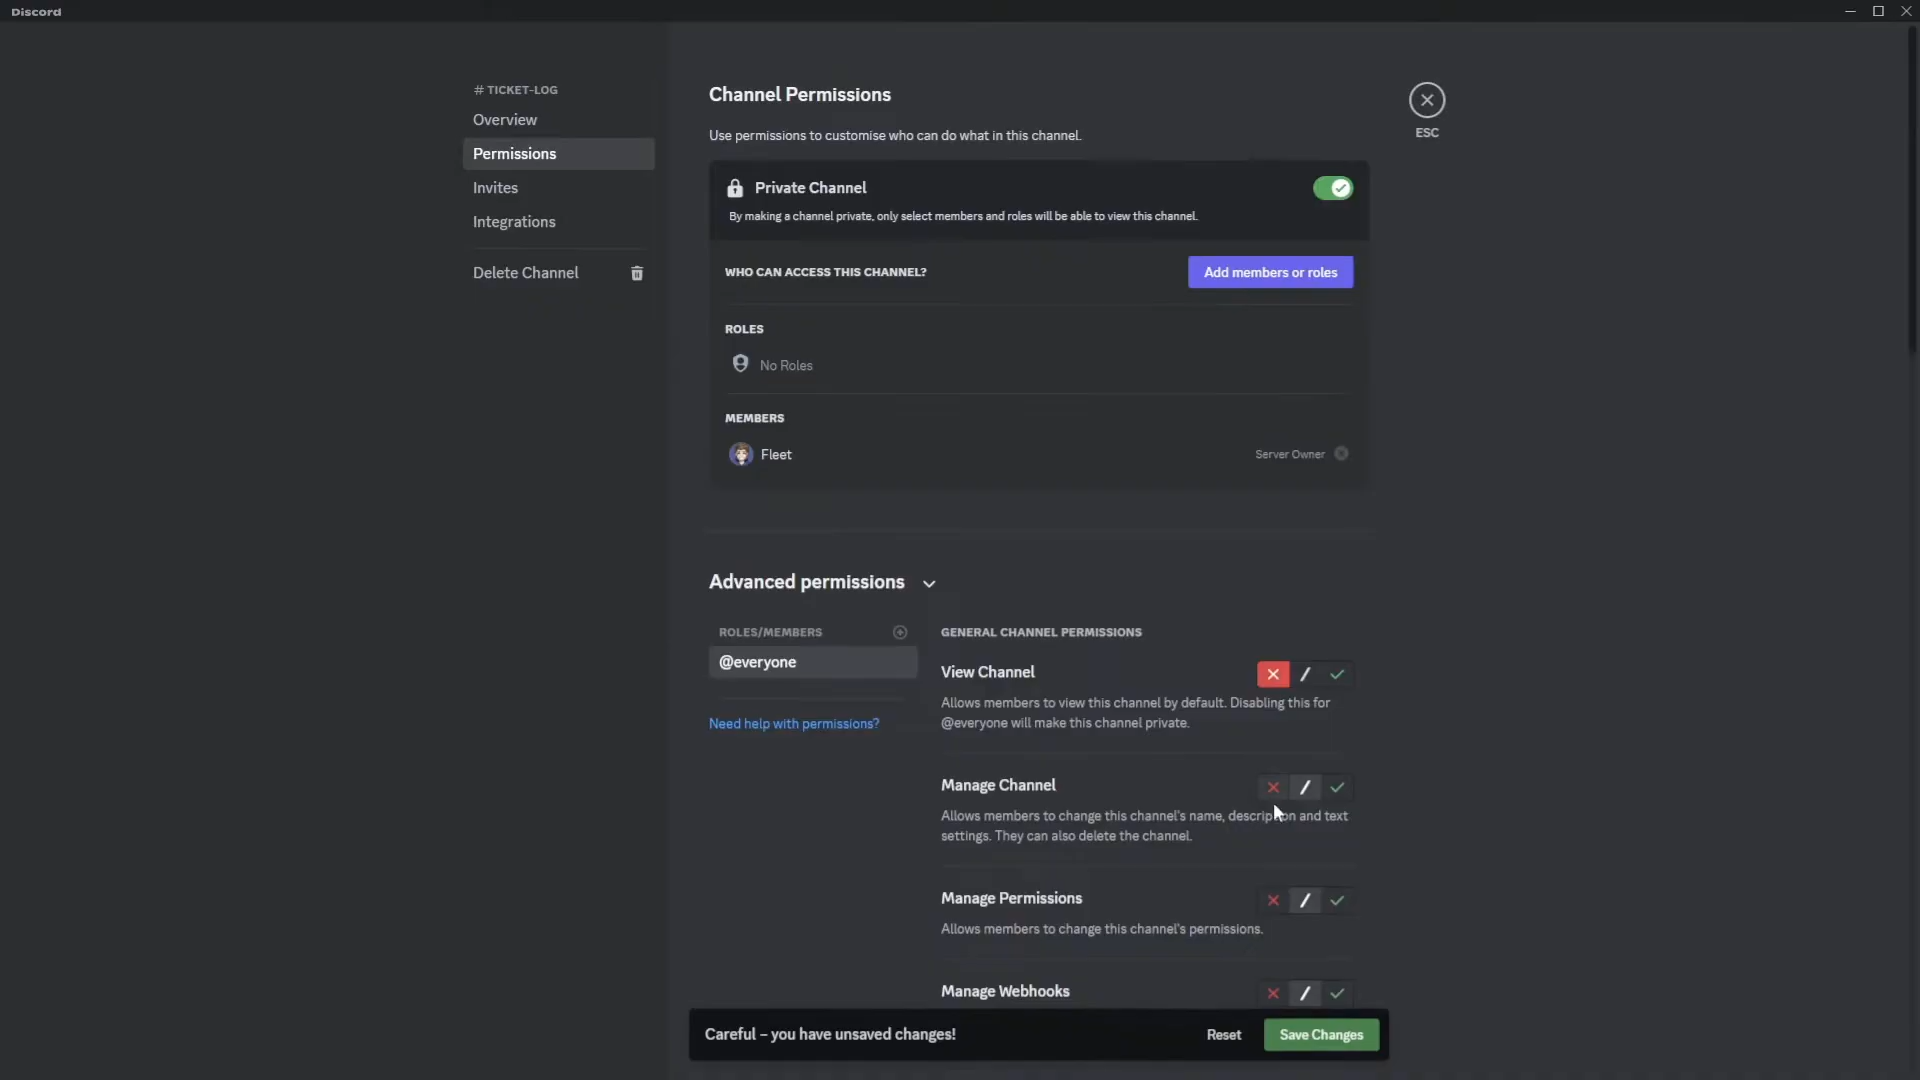 Discord
# TICKET-LOG
Overview
Permissions
Invites
Integrations
Delete Channel
Channel Permissions
Use permissions to customise who can do what in this channel.
ESC
Private Channel
By making a channel private, only select members and roles will be able to view this channel.
WHO CAN ACCESS THIS CHANNEL?
Add members or roles
ROLES
No Roles
MEMBERS
Fleet
Server Owner
Advanced permissions
ROLES/MEMBERS
@everyone
Need help with permissions?
GENERAL CHANNEL PERMISSIONS
View Channel
Allows members to view this channel by default. Disabling this for
@everyone will make this channel private.
Manage Channel
Allows members to change this channel's name, description and text
settings. They can also delete the channel.
Manage Permissions
Allows members to change this channel's permissions.
Manage Webhooks
Careful – you have unsaved changes!
Reset
Save Changes